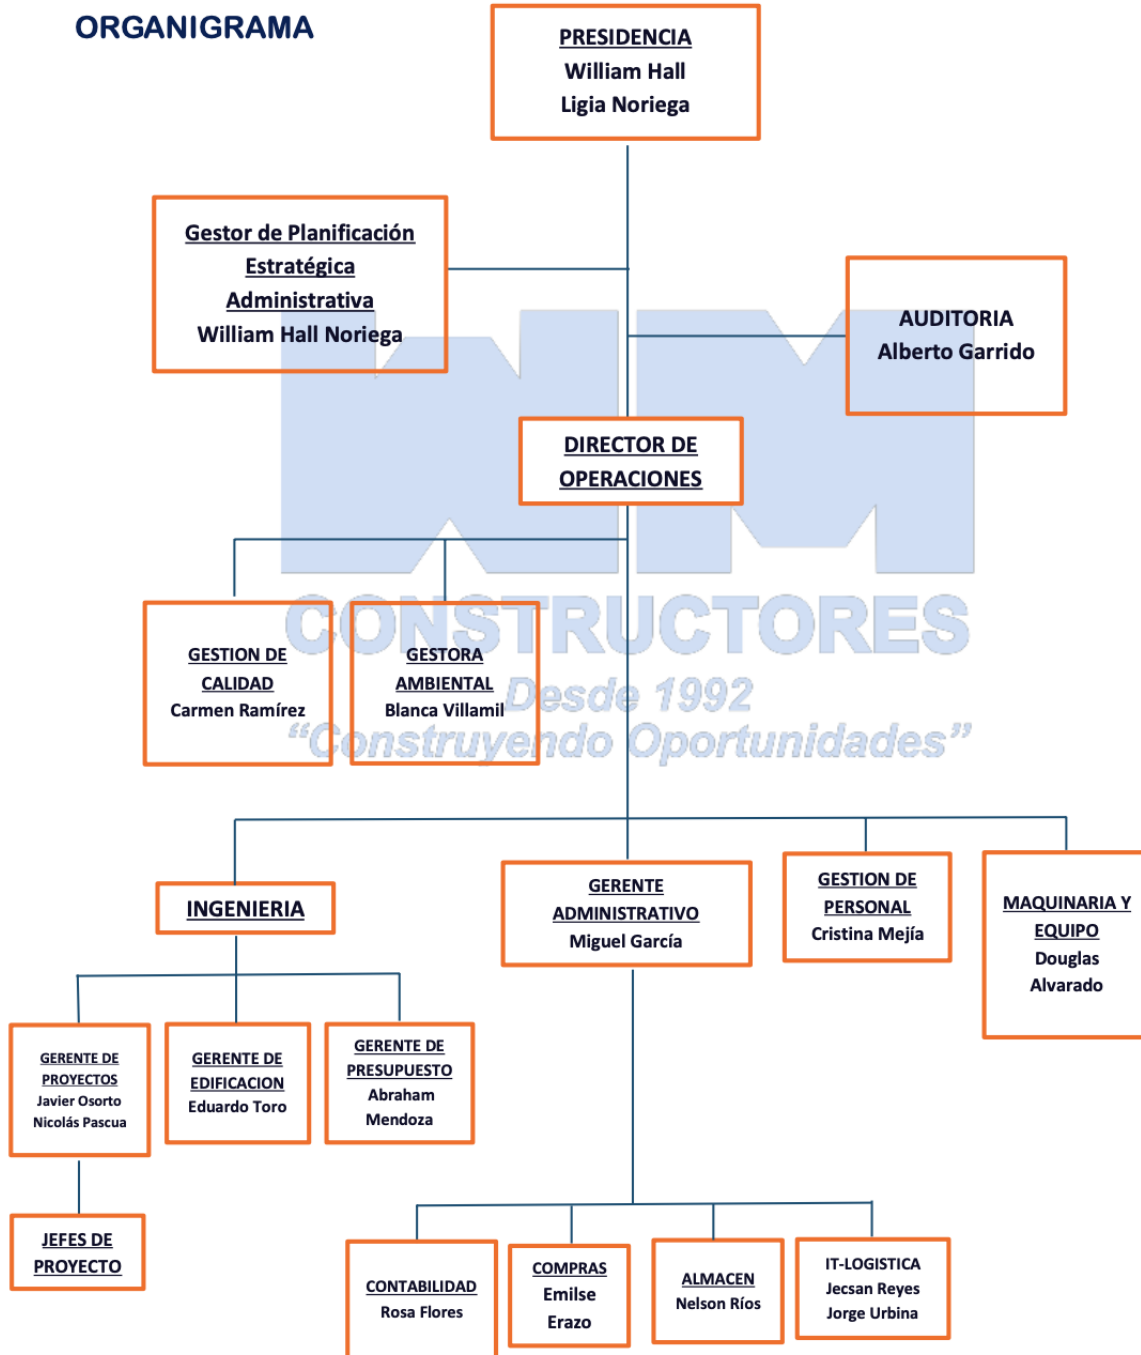 ORGANIGRAMA
PRESIDENCIA
William Hall
Ligia Noriega
Gestor de Planificación
Estratégica
Administrativa
William Hall Noriega
AUDITORIA
Alberto Garrido
DIRECTOR DE
OPERACIONES
CONSTRUCTORES
Desde 1992
“Construyendo Oportunidades”
GESTION DE
CALIDAD
Carmen Ramírez
GESTORA
AMBIENTAL
Blanca Villamil
INGENIERIA
GERENTE
ADMINISTRATIVO
Miguel García
GESTION DE
PERSONAL
Cristina Mejía
MAQUINARIA Y
EQUIPO
Douglas
Alvarado
GERENTE DE
PROYECTOS
Javier Osorto
Nicolás Pascua
GERENTE DE
EDIFICACION
Eduardo Toro
GERENTE DE
PRESUPUESTO
Abraham
Mendoza
JEFES DE
PROYECTO
CONTABILIDAD
Rosa Flores
COMPRAS
Emilse
Erazo
ALMACEN
Nelson Ríos
IT-LOGISTICA
Jecsan Reyes
Jorge Urbina